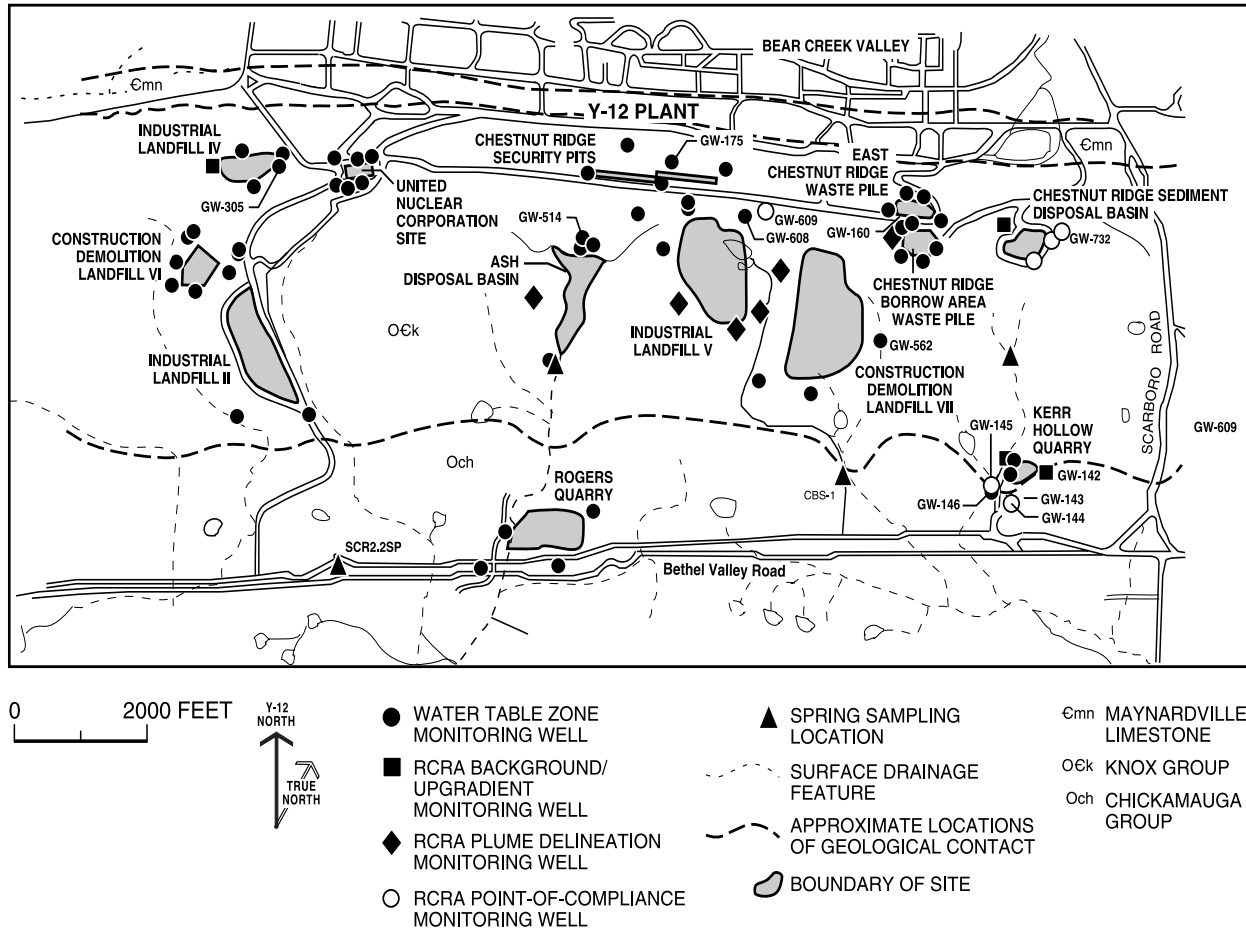 BEAR CREEK VALLEY
Є mn
Y-12 PLANT
INDUSTRIAL
LANDFILL IV
CHESTNUT RIDGE
SECURITY PITS
GW-175
EAST
CHESTNUT RIDGE
WASTE PILE
Єmn
CHESTNUT RIDGE SEDIMENT
DISPOSAL BASIN
GW-305
UNITED
NUCLEAR
CORPORATION
SITE
GW-514
GW-609
GW-608
GW-160
GW-732
CONSTRUCTION
DEMOLITION
LANDFILL VI
ASH
DISPOSAL BASIN
CHESTNUT RIDGE
BORROW AREA
WASTE PILE
OЄk
INDUSTRIAL
LANDFILL V
GW-562
INDUSTRIAL
LANDFILL II
CONSTRUCTION
DEMOLITION
LANDFILL VII
SCARBORO ROAD
KERR
HOLLOW
QUARRY
GW-145
GW-609
Och
ROGERS
QUARRY
CBS-1
GW-146
GW-142
GW-143
GW-144
SCR2.2SP
Bethel Valley Road
0 2000 FEET
Y-12
NORTH
TRUE
NORTH
WATER TABLE ZONE
MONITORING WELL
RCRA BACKGROUND/
UPGRADIENT
MONITORING WELL
RCRA PLUME DELINEATION
MONITORING WELL
RCRA POINT-OF-COMPLIANCE
MONITORING WELL
SPRING SAMPLING
LOCATION
SURFACE DRAINAGE
FEATURE
APPROXIMATE LOCATIONS
OF GEOLOGICAL CONTACT
BOUNDARY OF SITE
Єmn MAYNARDVILLE
LIMESTONE
OЄk KNOX GROUP
Och CHICKAMAUGA
GROUP